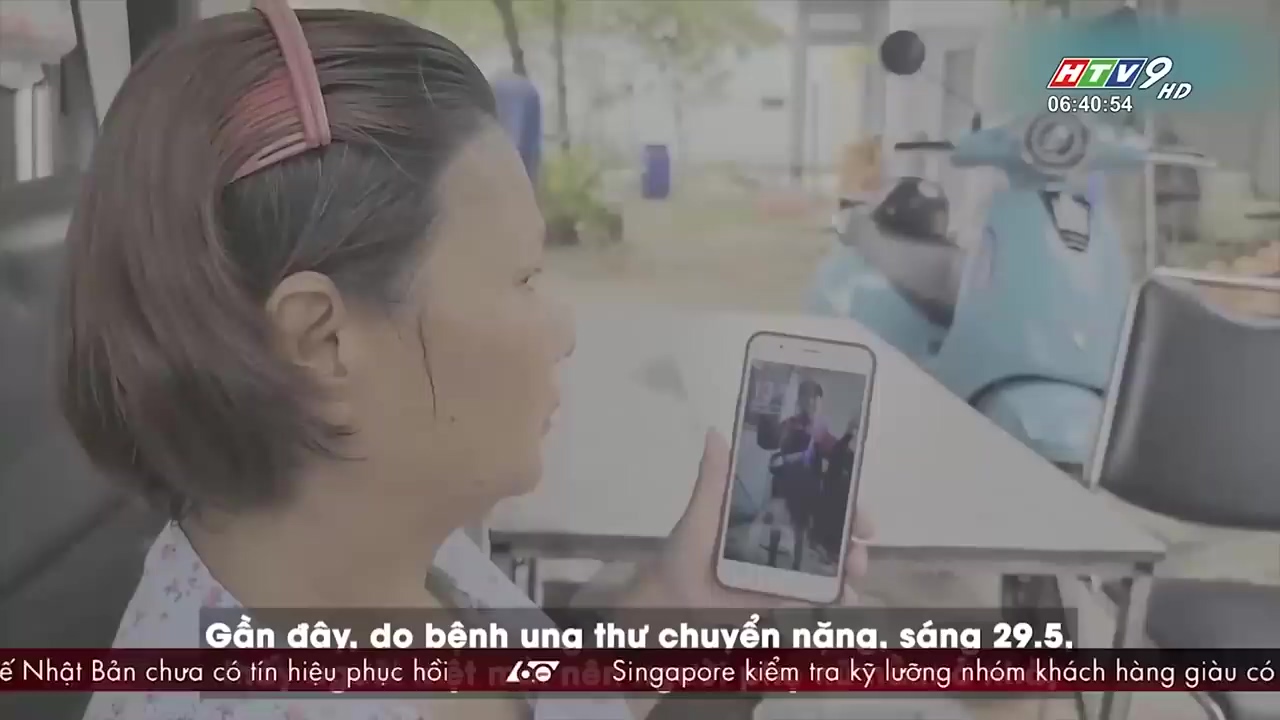 HTV9 HD
06:40:54
Gần đây, do bệnh ung thư chuyển nặng, sáng 29.5,
ế Nhật Bản chưa có tín hiệu phục hồi 60 Singapore kiểm tra kỹ lưỡng nhóm khách hàng giàu có